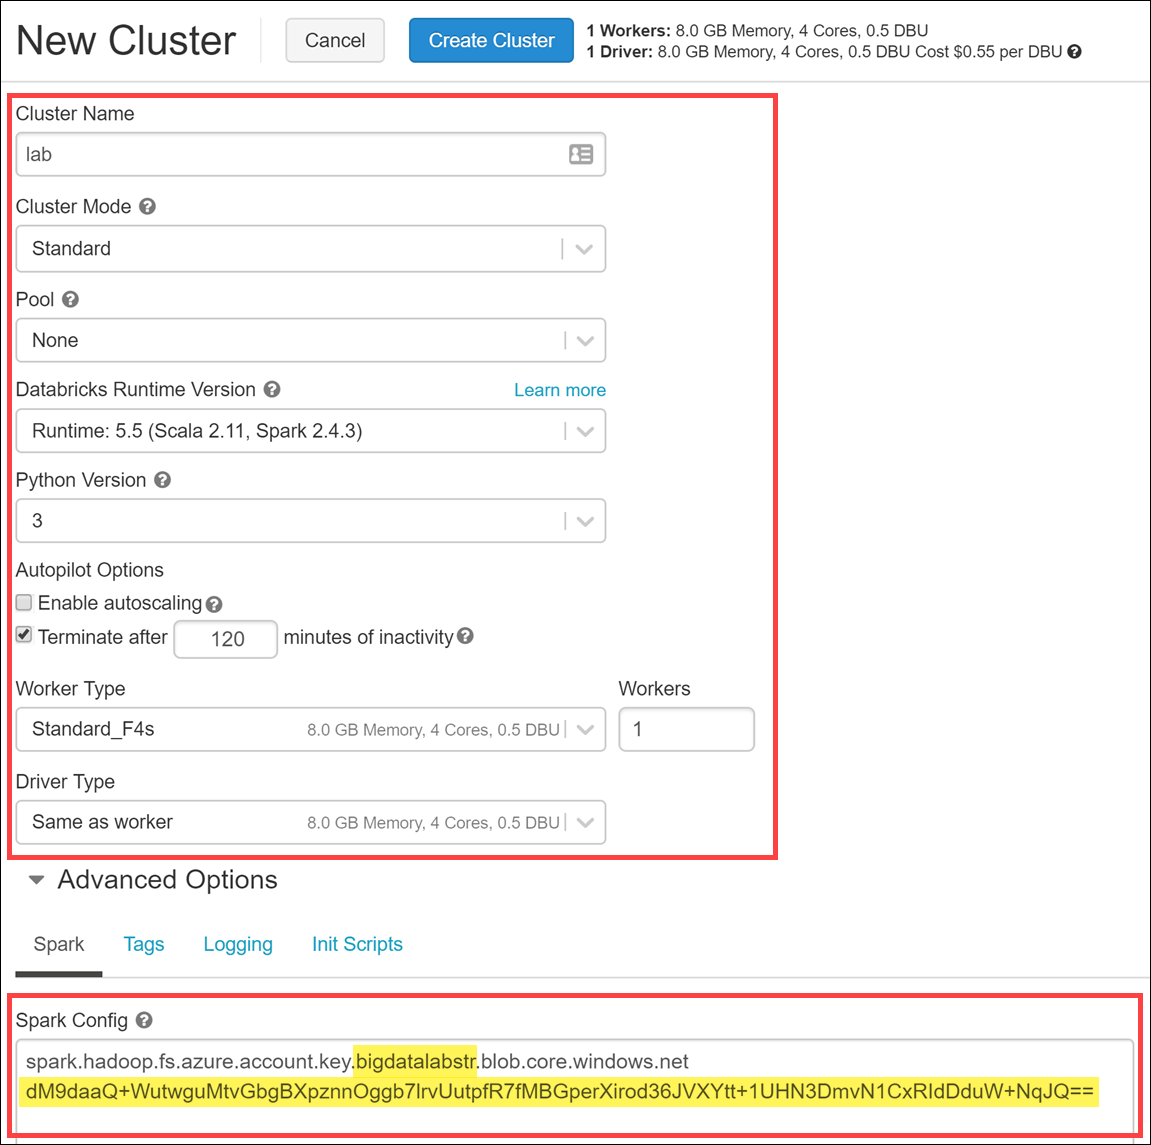 New Cluster
Cancel
Create Cluster
1 Workers: 8.0 GB Memory, 4 Cores, 0.5 DBU
1 Driver: 8.0 GB Memory, 4 Cores, 0.5 DBU Cost $0.55 per DBU
Cluster Name
lab
Cluster Mode
Standard
Pool
None
Databricks Runtime Version
Learn more
Runtime: 5.5 (Scala 2.11, Spark 2.4.3)
Python Version
3
Autopilot Options
Enable autoscaling
Terminate after 120 minutes of inactivity
Worker Type
Workers
Standard_F4s 8.0 GB Memory, 4 Cores, 0.5 DBU
1
Driver Type
Same as worker 8.0 GB Memory, 4 Cores, 0.5 DBU
Advanced Options
Spark Tags Logging Init Scripts
Spark Config
spark.hadoop.fs.azure.account.key.bigdatalabstr.blob.core.windows.net
dM9daaQ+WutwguMtvGbgBXpznnOggb7IrvUutpfR7fMBGperXirod36JVXYtt+1UHN3DmvN1CxRIdDduW+NqJQ==